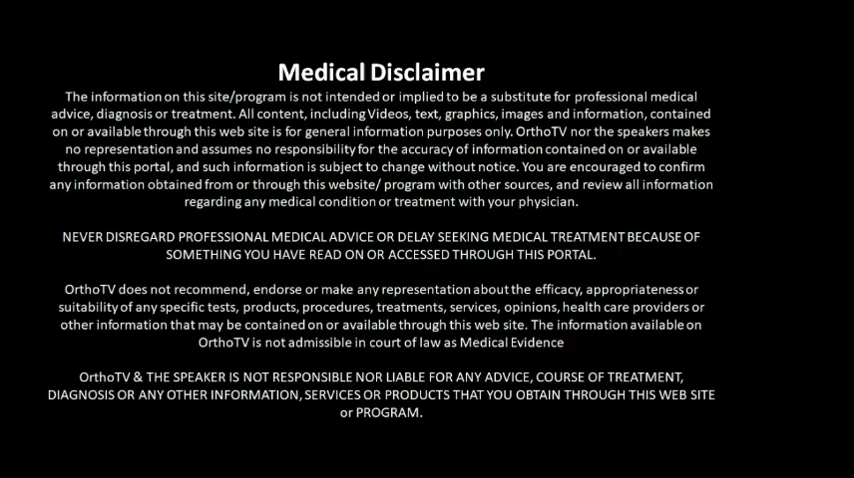 Medical Disclaimer
The information on this site/program is not intended or implied to be a substitute for professional medical
advice, diagnosis or treatment. All content, including Videos, text, graphics, images and information, contained
on or available through this web site is for general information purposes only. OrthoTV nor the speakers makes
no representation and assumes no responsibility for the accuracy of information contained on or available
through this portal, and such information is subject to change without notice. You are encouraged to confirm
any information obtained from or through this website/ program with other sources, and review all information
regarding any medical condition or treatment with your physician.
NEVER DISREGARD PROFESSIONAL MEDICAL ADVICE OR DELAY SEEKING MEDICAL TREATMENT BECAUSE OF
SOMETHING YOU HAVE READ ON OR ACCESSED THROUGH THIS PORTAL.
OrthoTV does not recommend, endorse or make any representation about the efficacy, appropriateness or
suitability of any specific tests, products, procedures, treatments, services, opinions, health care providers or
other information that may be contained on or available through this web site. The information available on
OrthoTV is not admissible in court of law as Medical Evidence
OrthoTV & THE SPEAKER IS NOT RESPONSIBLE NOR LIABLE FOR ANY ADVICE, COURSE OF TREATMENT,
DIAGNOSIS OR ANY OTHER INFORMATION, SERVICES OR PRODUCTS THAT YOU OBTAIN THROUGH THIS WEB SITE
or PROGRAM.